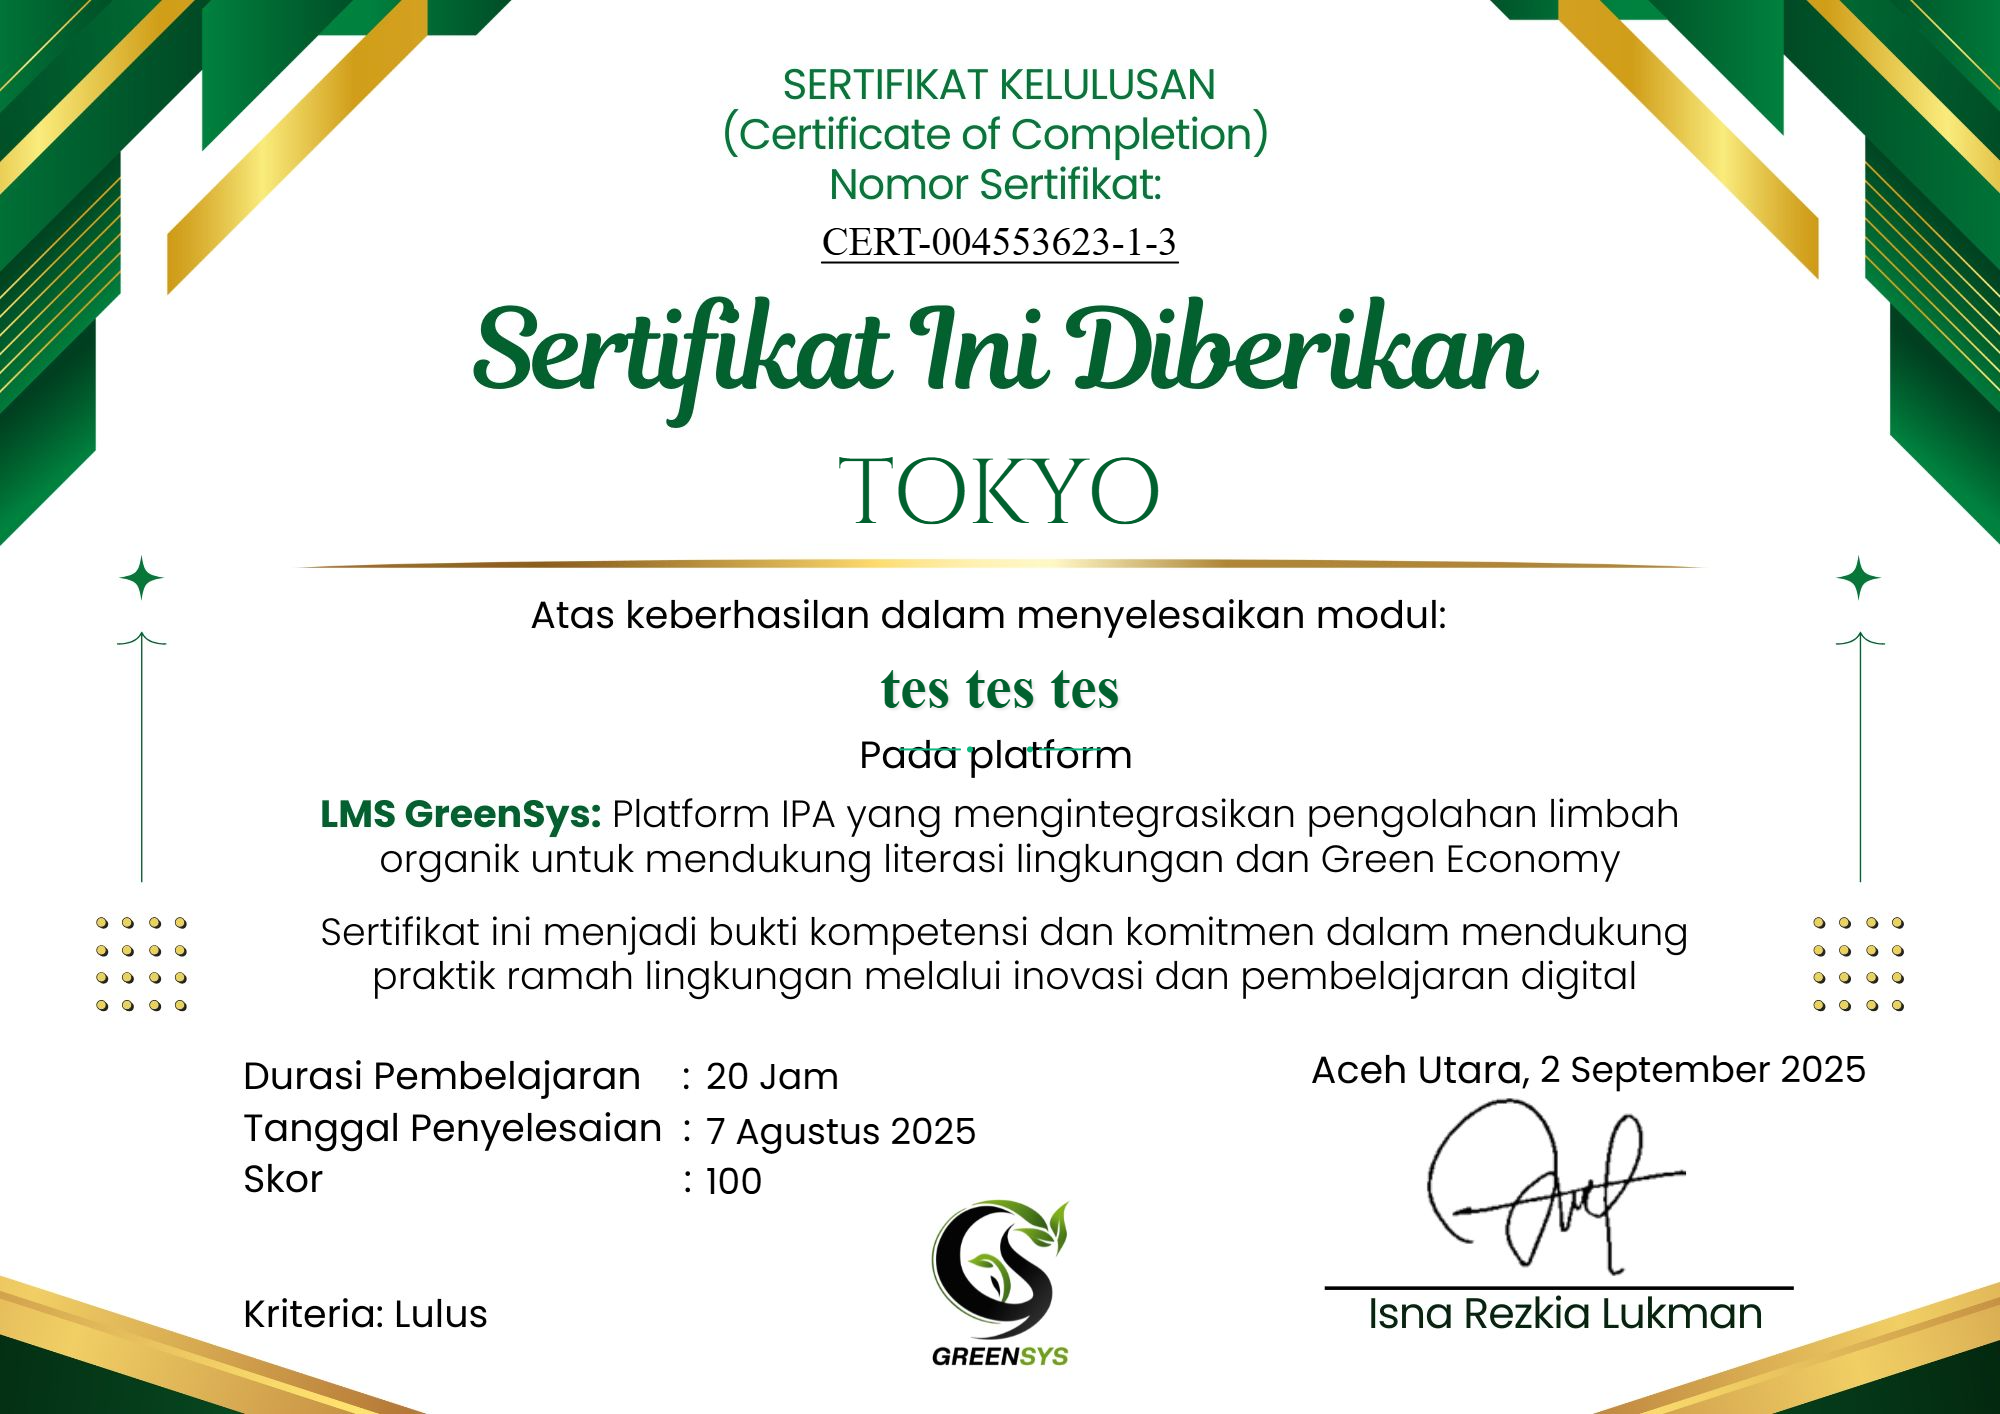 SERTIFIKAT KELULUSAN
(Certificate of Completion)
Nomor Sertifikat:
CERT-004553623-1-3
Sertifikat Ini Diberikan
TOKYO
Atas keberhasilan dalam menyelesaikan modul:
tes tes tes
Pada platform
LMS GreenSys: Platform IPA yang mengintegrasikan pengolahan limbah
organik untuk mendukung literasi lingkungan dan Green Economy
Sertifikat ini menjadi bukti kompetensi dan komitmen dalam mendukung
praktik ramah lingkungan melalui inovasi dan pembelajaran digital
Durasi Pembelajaran : 20 Jam
Tanggal Penyelesaian : 7 Agustus 2025
Skor : 100
Kriteria: Lulus
GREENSYS
Aceh Utara, 2 September 2025
Isna Rezkia Lukman